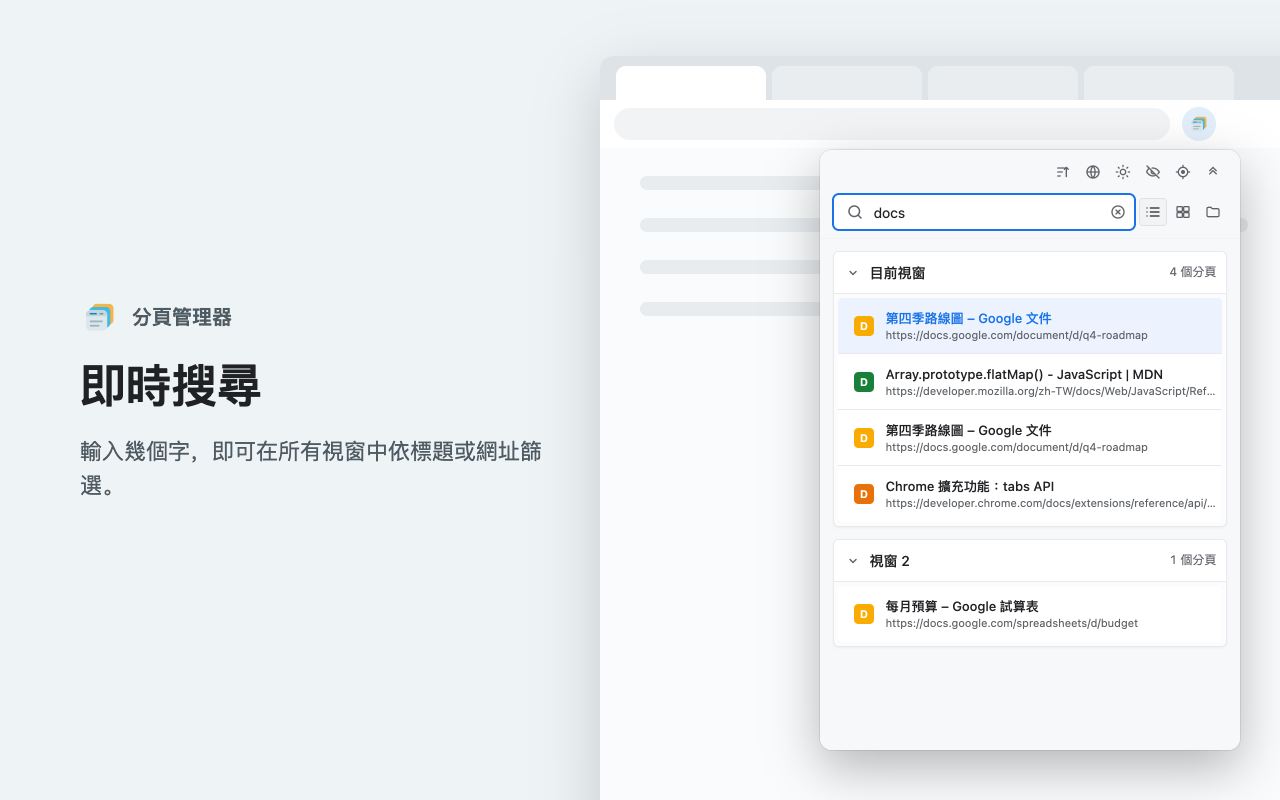 分頁管理器
即時搜尋
輸入幾個字，即可在所有視窗中依標題或網址篩
選。
docs
目前視窗
4 個分頁
D
第四季路線圖 – Google 文件
https://docs.google.com/document/d/q4-roadmap
D
Array.prototype.flatMap() - JavaScript | MDN
https://developer.mozilla.org/zh-TW/docs/Web/JavaScript/Ref...
D
第四季路線圖 – Google 文件
https://docs.google.com/document/d/q4-roadmap
D
Chrome 擴充功能：tabs API
https://developer.chrome.com/docs/extensions/reference/api/...
視窗 2
1 個分頁
D
每月預算 – Google 試算表
https://docs.google.com/spreadsheets/d/budget